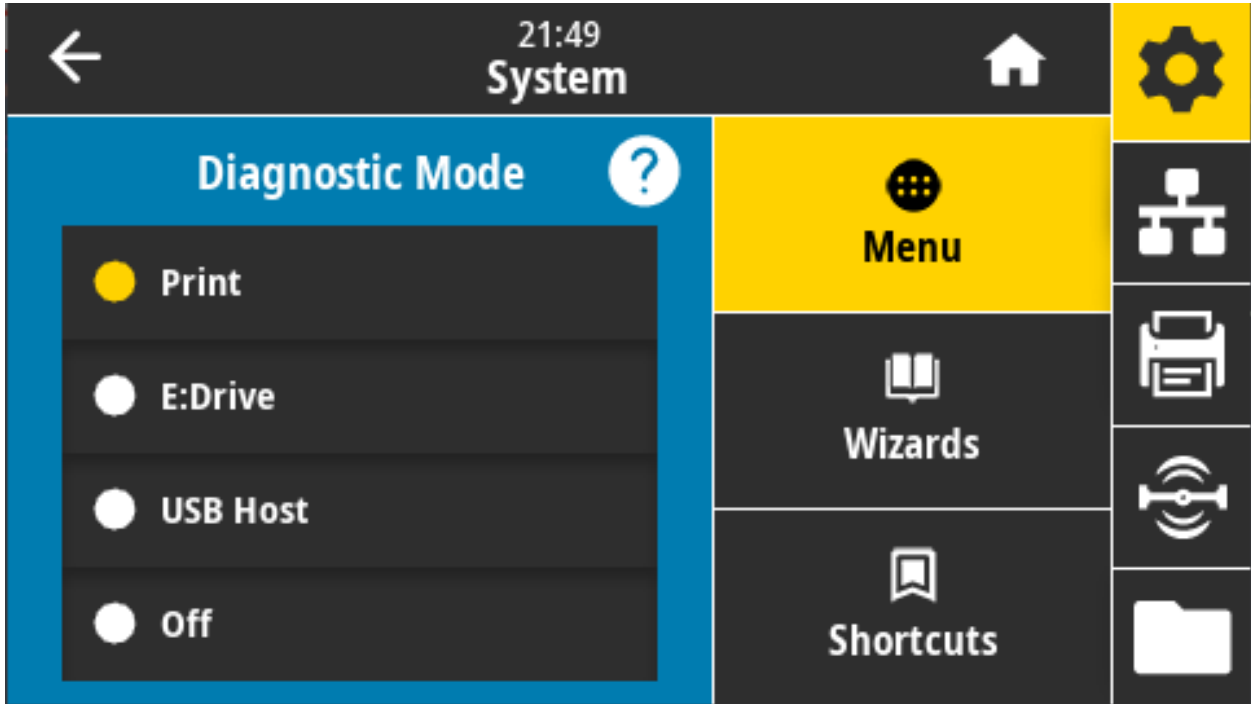 21:49
System
Diagnostic Mode
?
Print
E:Drive
USB Host
Off
Menu
Wizards
Shortcuts